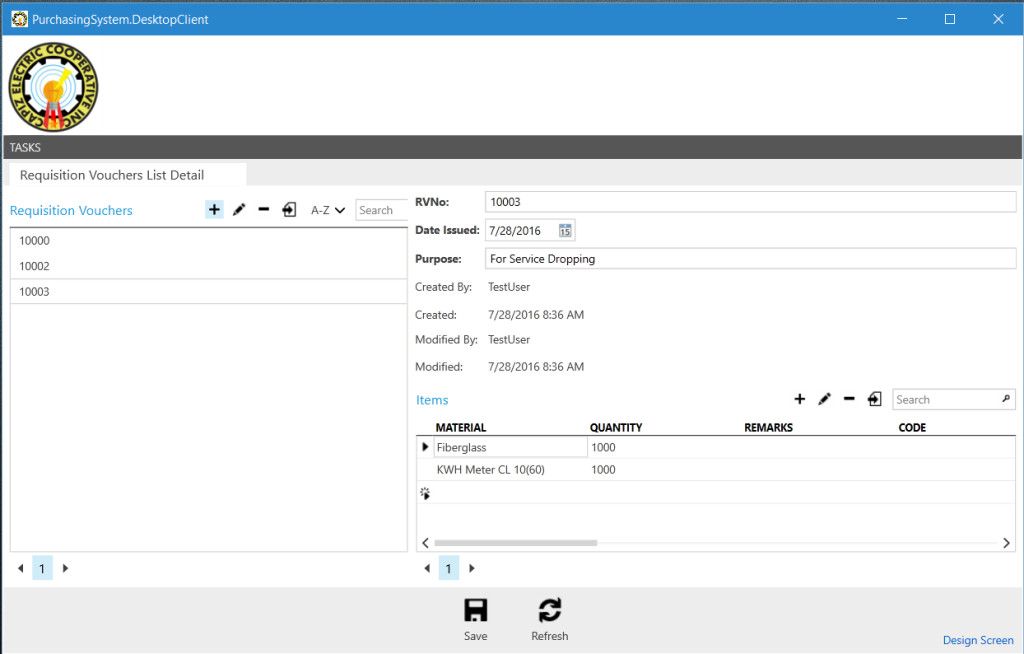 PurchasingSystem.DesktopClient
CAPIZ ELECTRIC COOPERATIVE INC
TASKS
Requisition Vouchers List Detail
Requisition Vouchers
A-Z
Search
10000
10002
10003
1
RVNo: 10003
Date Issued: 7/28/2016 15
Purpose: For Service Dropping
Created By: TestUser
Created: 7/28/2016 8:36 AM
Modified By: TestUser
Modified: 7/28/2016 8:36 AM
Items
Search
MATERIAL QUANTITY REMARKS CODE
Fiberglass 1000
KWH Meter CL 10(60) 1000
1
Save Refresh
Design Screen